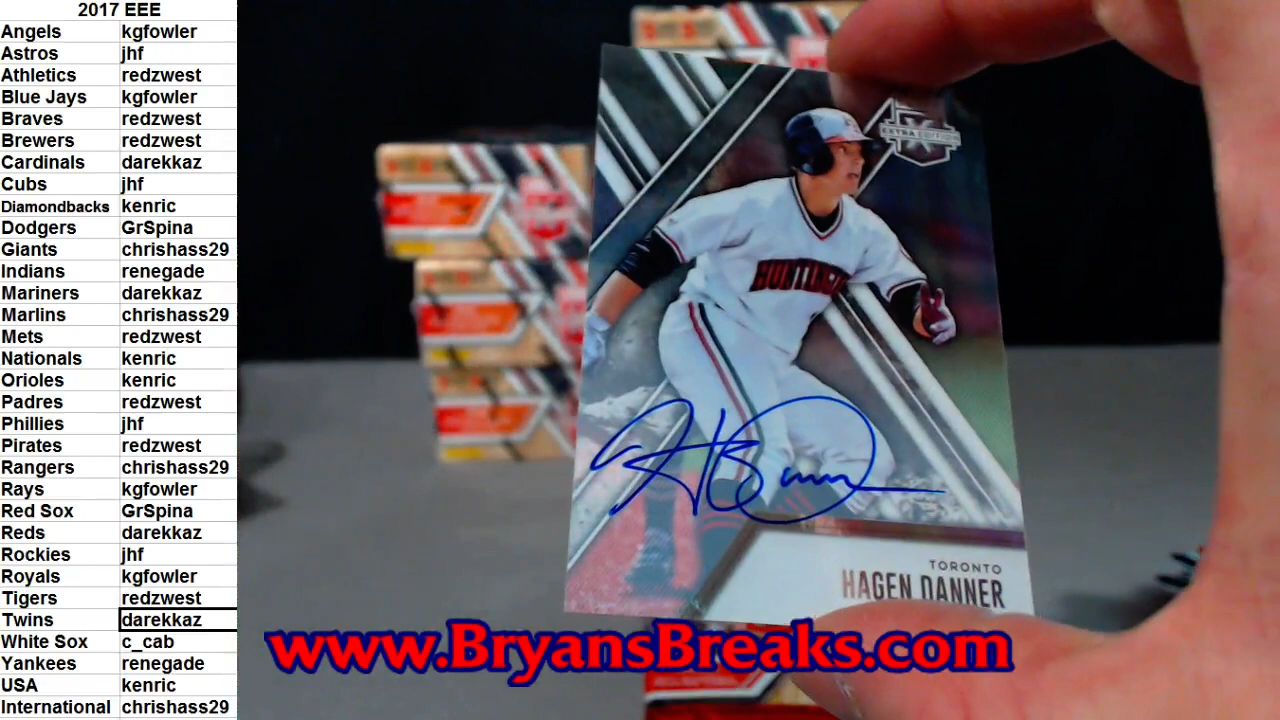 2017 EEE
Angels kgfowler
Astros jhf
Athletics redzwest
Blue Jays kgfowler
Braves redzwest
Brewers redzwest
Cardinals darekkaz
Cubs jhf
Diamondbacks kenric
Dodgers GrSpina
Giants chrishass29
Indians renegade
Mariners darekkaz
Marlins chrishass29
Mets redzwest
Nationals kenric
Orioles kenric
Padres redzwest
Phillies jhf
Pirates redzwest
Rangers chrishass29
Rays kgfowler
Red Sox GrSpina
Reds darekkaz
Rockies jhf
Royals kgfowler
Tigers redzwest
Twins darekkaz
White Sox c_cab
Yankees renegade
USA kenric
International chrishass29
EXTRA EDITION
TORONTO
HAGEN DANNER
www.BryansBreaks.com